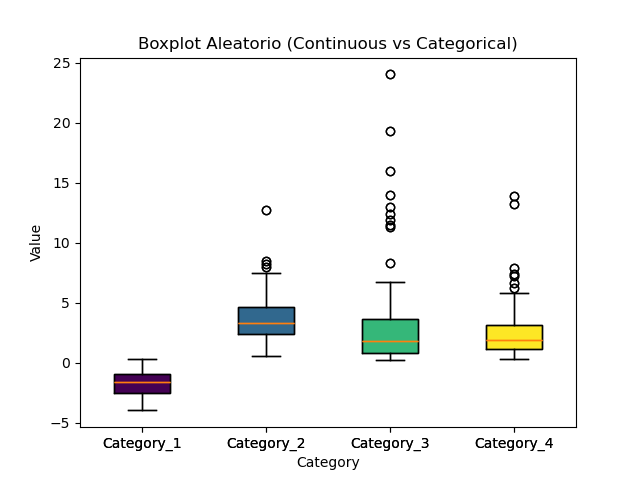 Boxplot Aleatorio (Continuous vs Categorical)
25
20
15
10
5
0
−5
Value
Category_1 Category_2 Category_3 Category_4
Category